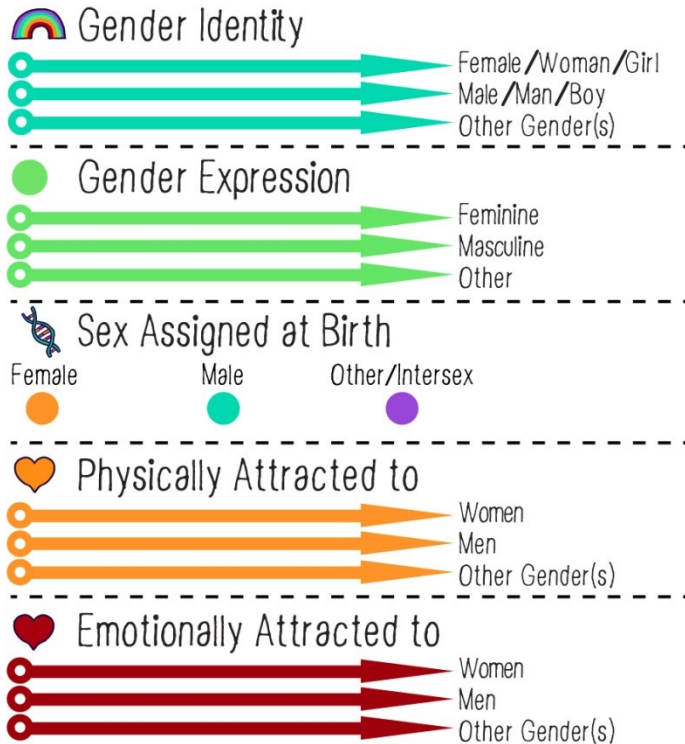 Gender Identity
Female/Woman/Girl
Male/Man/Boy
Other Gender(s)
Gender Expression
Feminine
Masculine
Other
Sex Assigned at Birth
Female Male Other/Intersex
Physically Attracted to
Women
Men
Other Gender(s)
Emotionally Attracted to
Women
Men
Other Gender(s)